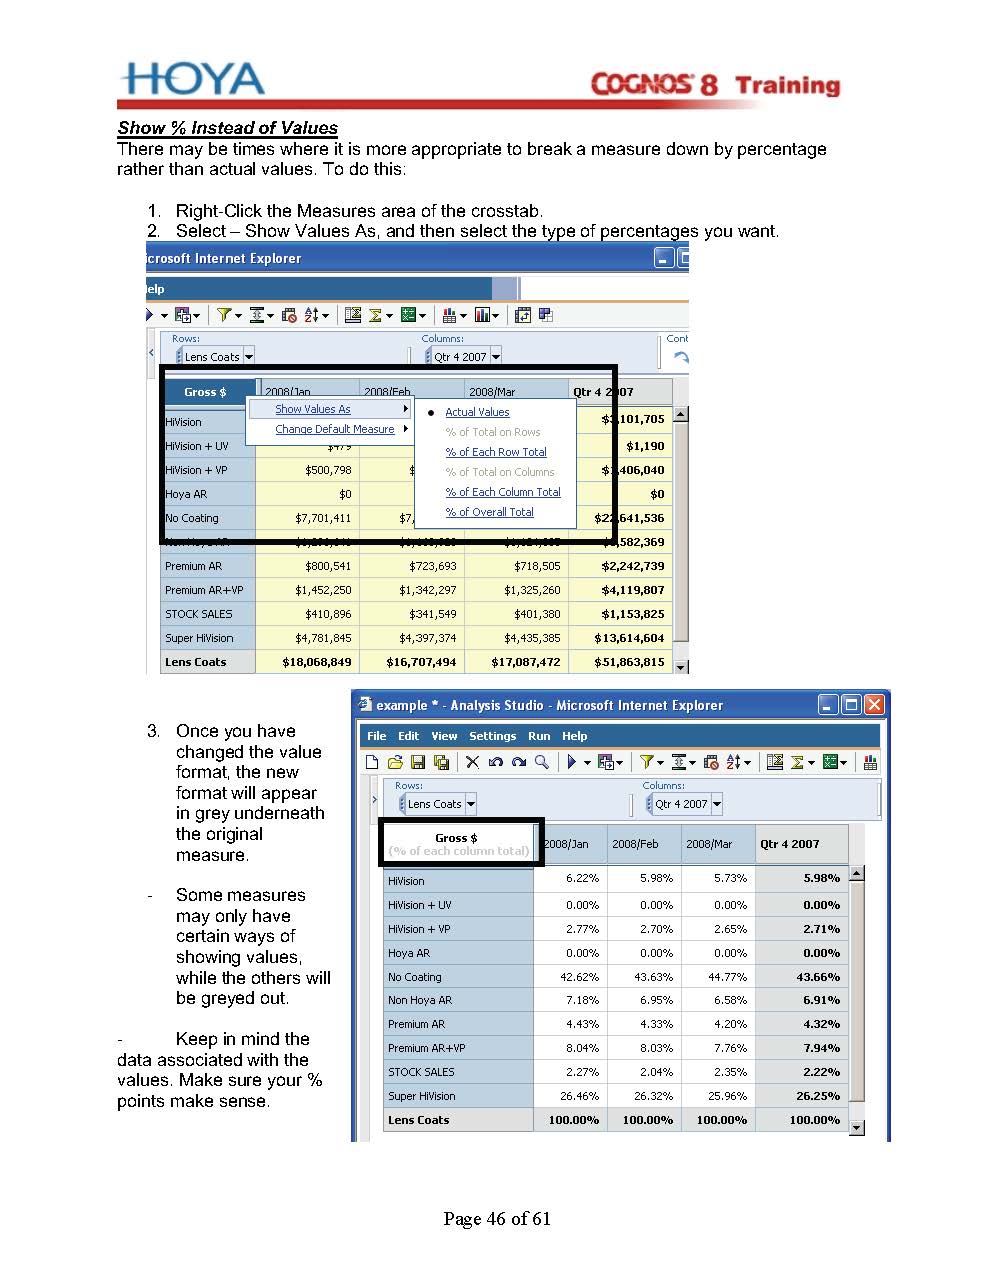 HOYA
COGNOS 8 Training
Show % Instead of Values
There may be times where it is more appropriate to break a measure down by percentage
rather than actual values. To do this:
1. Right-Click the Measures area of the crosstab.
2. Select – Show Values As, and then select the type of percentages you want.
icrosoft Internet Explorer
elp
Rows: Columns: Cont
Lens Coats Qtr 4 2007
Gross $ 2008/Jan 2008/Feb 2008/Mar Qtr 4 2007
Show Values As
Change Default Measure
Actual Values
% of Total on Rows
% of Each Row Total
% of Total on Columns
% of Each Column Total
% of Overall Total
HiVision 101,705
HiVision + UV $479 $1,190
HiVision + VP $500,798 406,040
Hoya AR $0 $0
No Coating $7,701,411 $7, 641,536
582,369
Premium AR $800,541 $723,693 $718,505 $2,242,739
Premium AR+VP $1,452,250 $1,342,297 $1,325,260 $4,119,807
STOCK SALES $410,896 $341,549 $401,380 $1,153,825
Super HiVision $4,781,845 $4,397,374 $4,435,385 $13,614,604
Lens Coats $18,068,849 $16,707,494 $17,087,472 $51,863,815
3. Once you have
changed the value
format, the new
format will appear
in grey underneath
the original
measure.
- Some measures
may only have
certain ways of
showing values,
while the others will
be greyed out.
- Keep in mind the
data associated with the
values. Make sure your %
points make sense.
example * - Analysis Studio - Microsoft Internet Explorer
File Edit View Settings Run Help
Rows: Columns:
Lens Coats Qtr 4 2007
Gross $
(% of each column total)
2008/Jan 2008/Feb 2008/Mar Qtr 4 2007
HiVision 6.22% 5.98% 5.73% 5.98%
HiVision + UV 0.00% 0.00% 0.00% 0.00%
HiVision + VP 2.77% 2.70% 2.65% 2.71%
Hoya AR 0.00% 0.00% 0.00% 0.00%
No Coating 42.62% 43.63% 44.77% 43.66%
Non Hoya AR 7.18% 6.95% 6.58% 6.91%
Premium AR 4.43% 4.33% 4.20% 4.32%
Premium AR+VP 8.04% 8.03% 7.76% 7.94%
STOCK SALES 2.27% 2.04% 2.35% 2.22%
Super HiVision 26.46% 26.32% 25.96% 26.25%
Lens Coats 100.00% 100.00% 100.00% 100.00%
Page 46 of 61